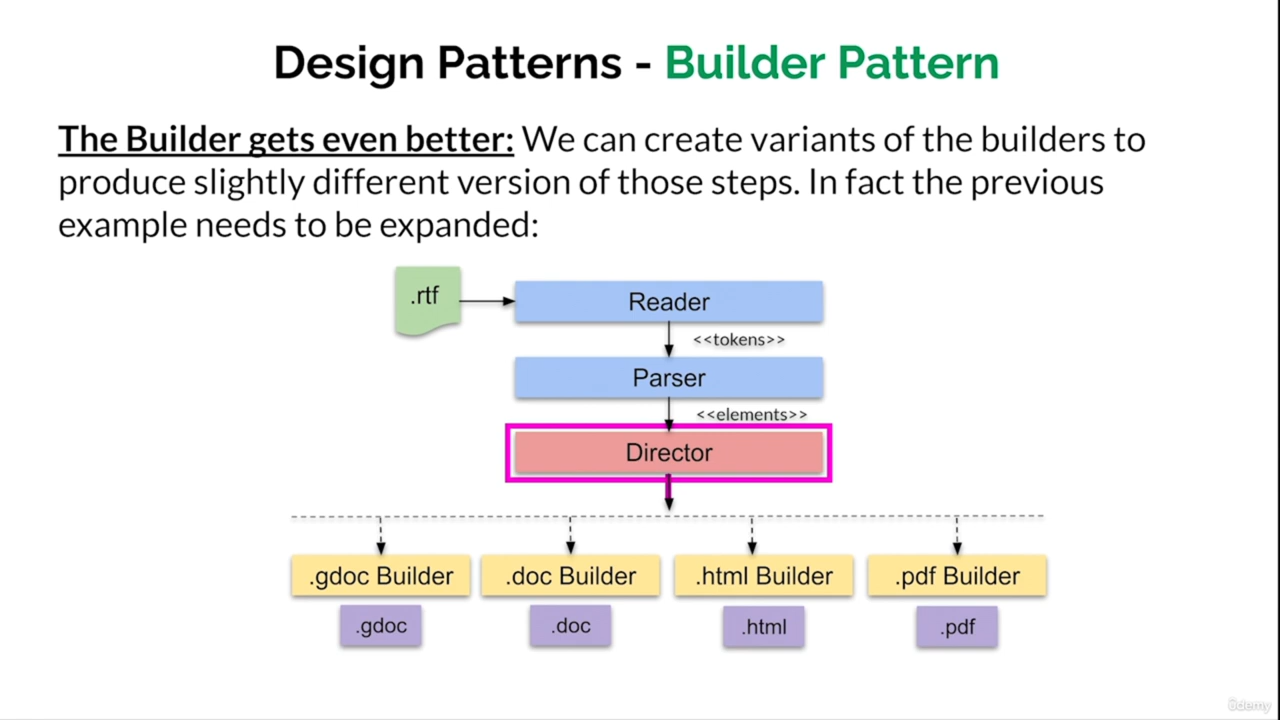 Design Patterns - Builder Pattern
The Builder gets even better: We can create variants of the builders to
produce slightly different version of those steps. In fact the previous
example needs to be expanded:
.rtf
Reader
<<tokens>>
Parser
<<elements>>
Director
.gdoc Builder
.doc Builder
.html Builder
.pdf Builder
.gdoc
.doc
.html
.pdf
ûdemy